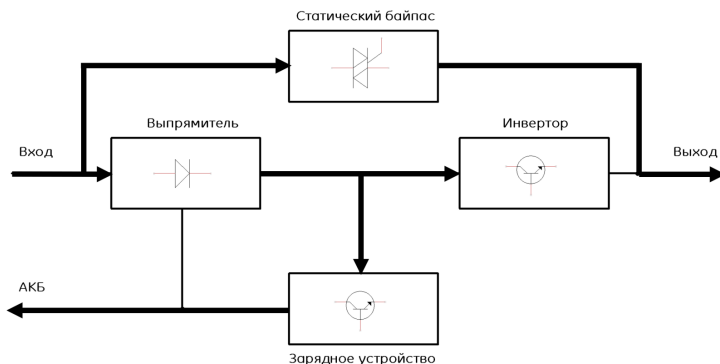 Статический байпас
Выпрямитель
Инвертор
Вход
Выход
АКБ
Зарядное устройство